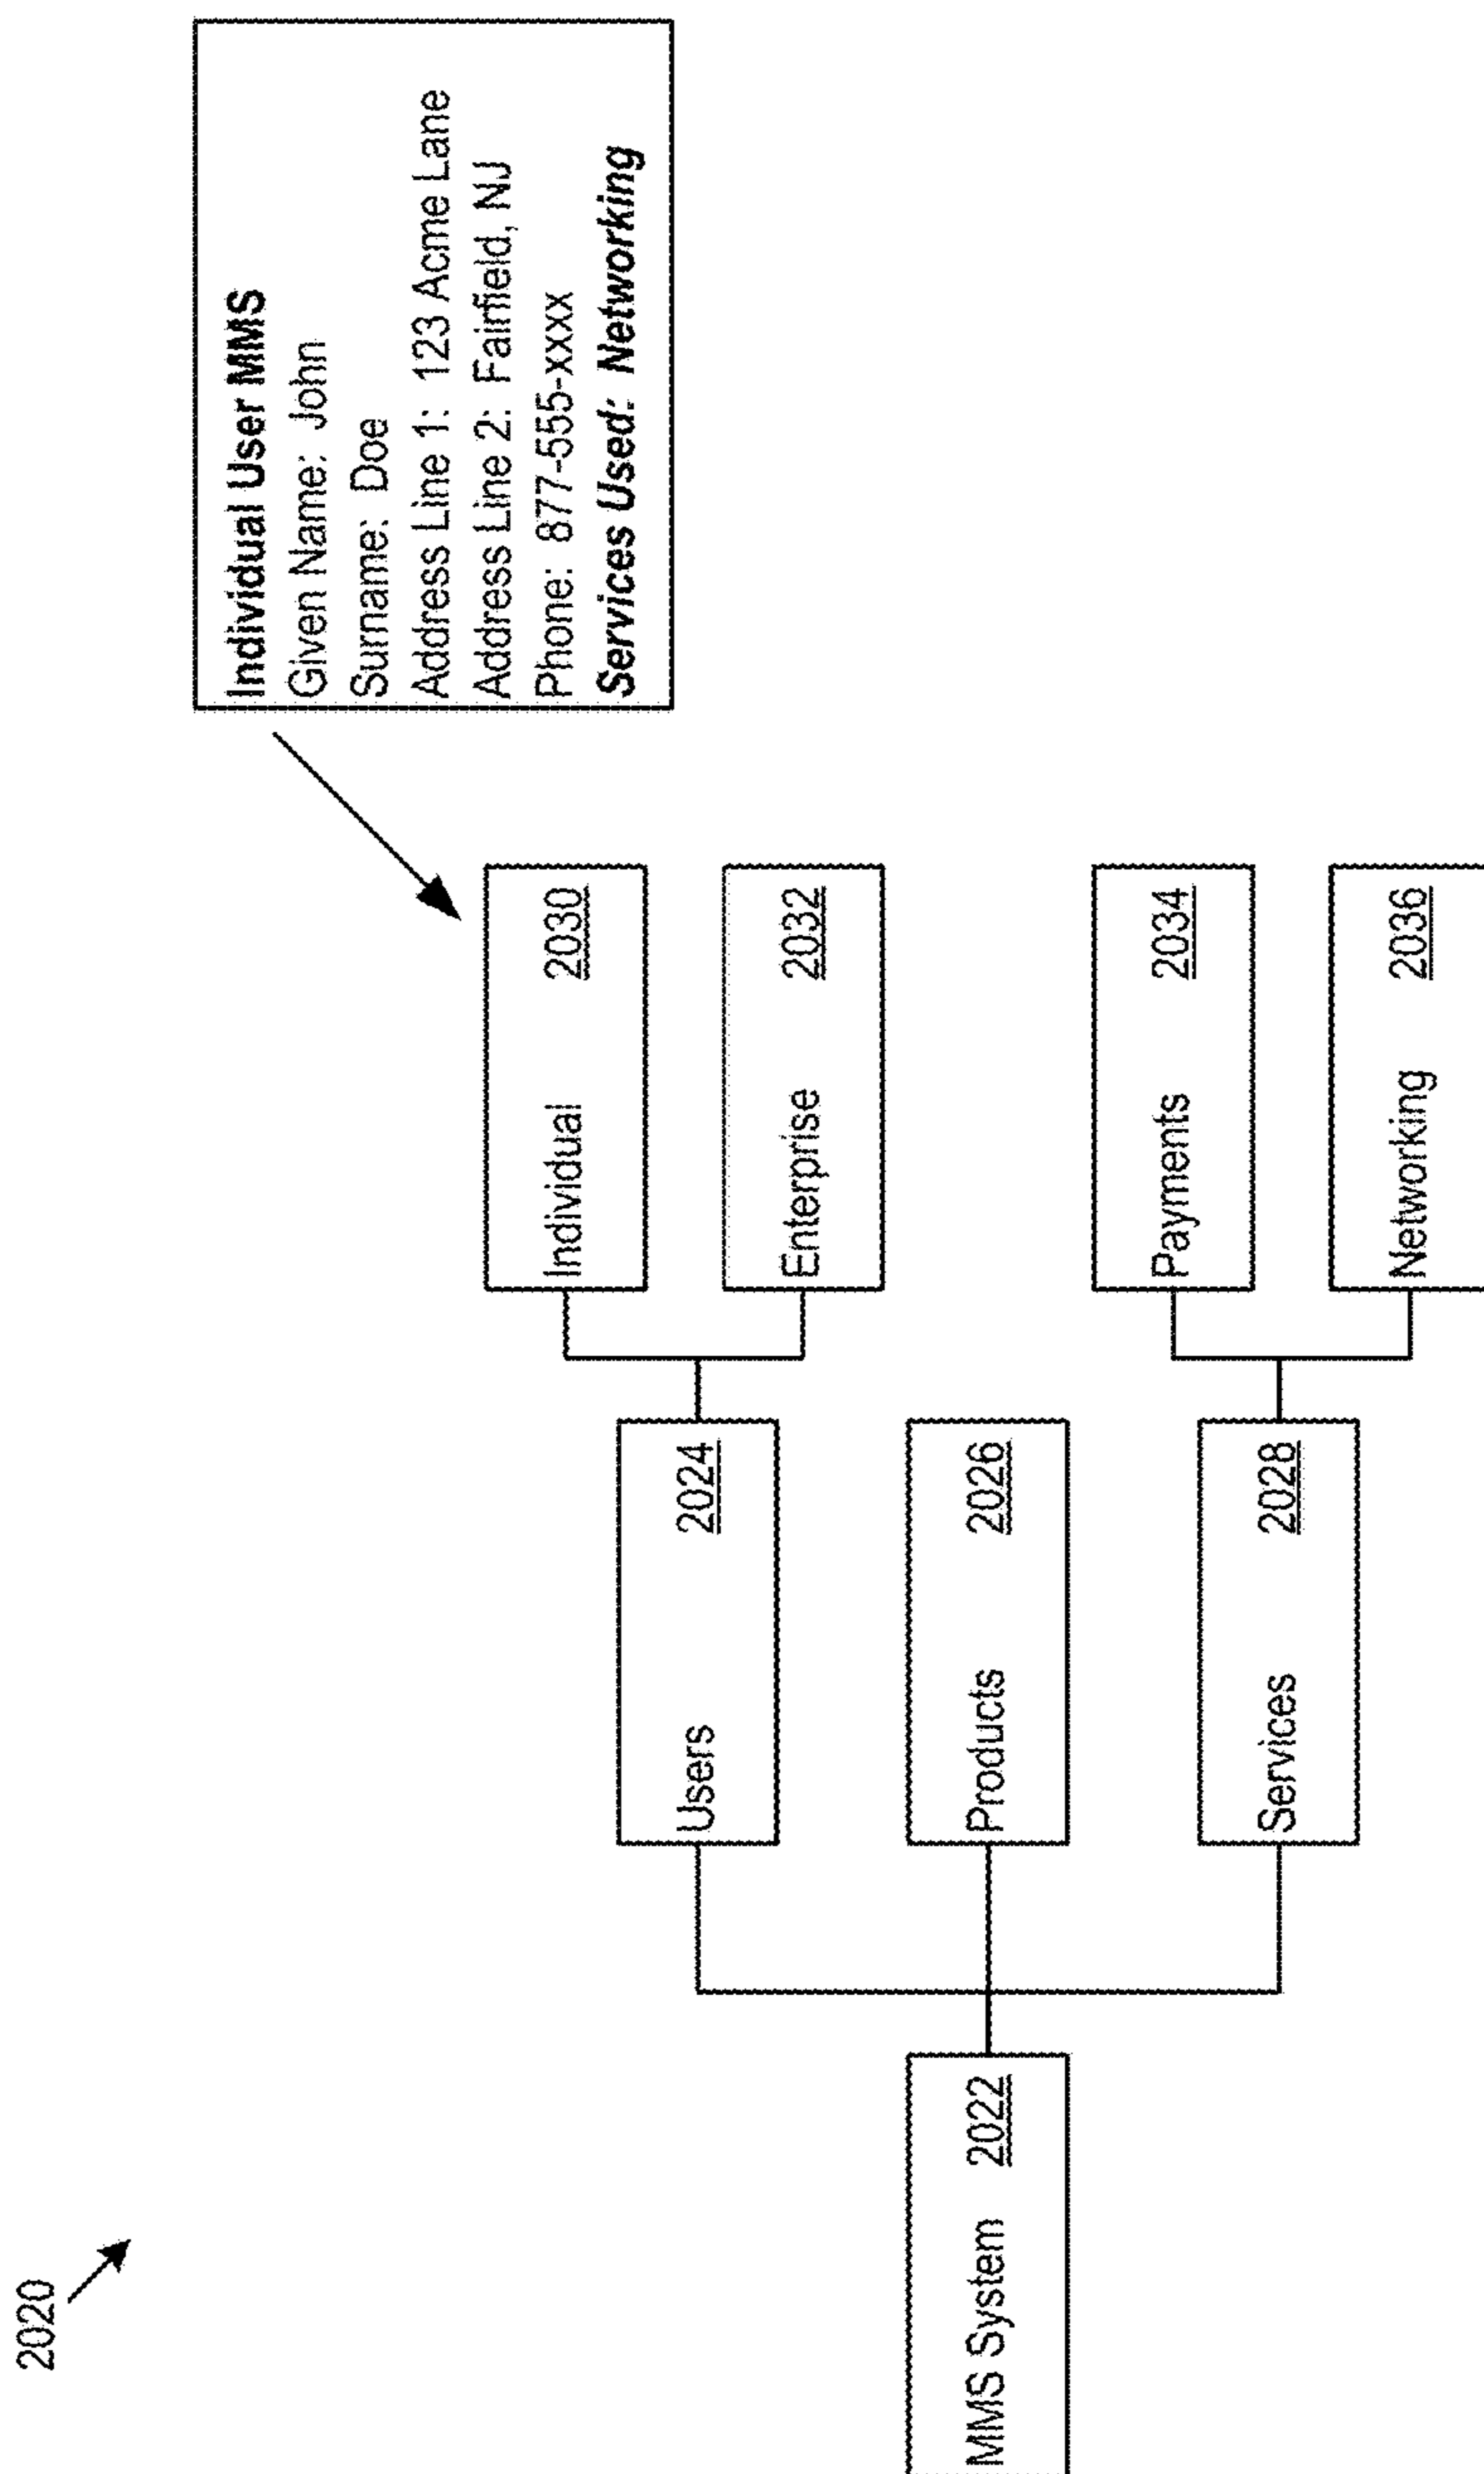 2020
MMS System 2022
Users 2024
Products 2026
Services 2028
Individual 2030
Enterprise 2032
Payments 2034
Networking 2036
Individual User MMS
Given Name: John
Surname: Doe
Address Line 1: 123 Acme Lane
Address Line 2: Fairfield, NJ
Phone: 877-555-xxxx
Services Used: Networking